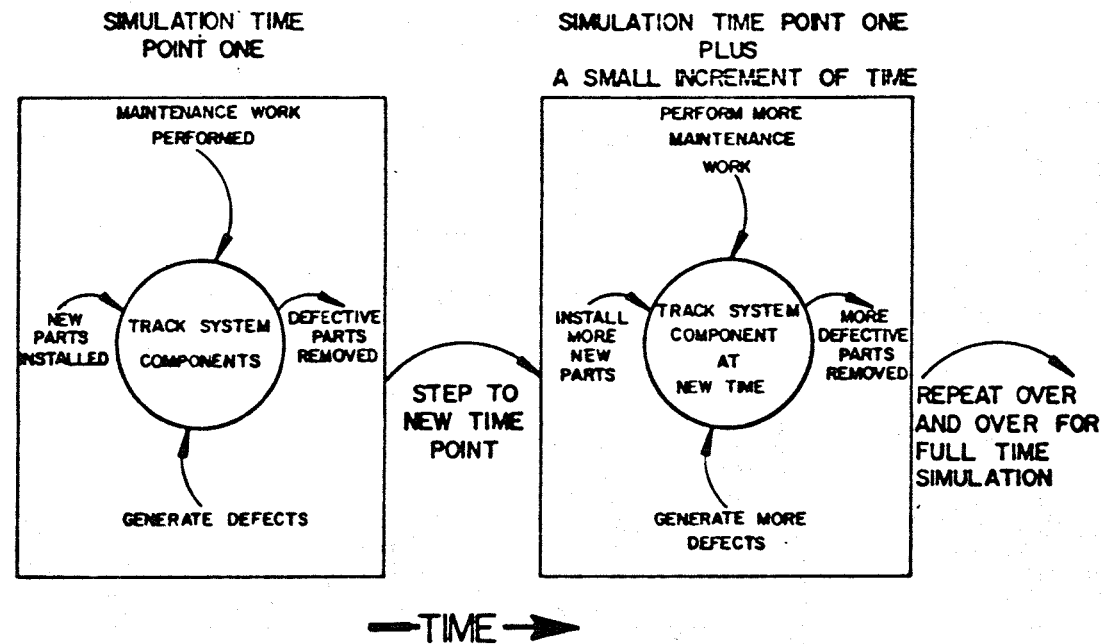 SIMULATION TIME
POINT ONE
MAINTENANCE WORK
PERFORMED
NEW
PARTS
INSTALLED
TRACK SYSTEM
COMPONENTS
DEFECTIVE
PARTS
REMOVED
GENERATE DEFECTS
STEP TO
NEW TIME
POINT
SIMULATION TIME POINT ONE
PLUS
A SMALL INCREMENT OF TIME
PERFORM MORE
MAINTENANCE
WORK
INSTALL
MORE
NEW
PARTS
TRACK SYSTEM
COMPONENT
AT
NEW TIME
MORE
DEFECTIVE
PARTS
REMOVED
GENERATE MORE
DEFECTS
REPEAT OVER
AND OVER FOR
FULL TIME
SIMULATION
TIME